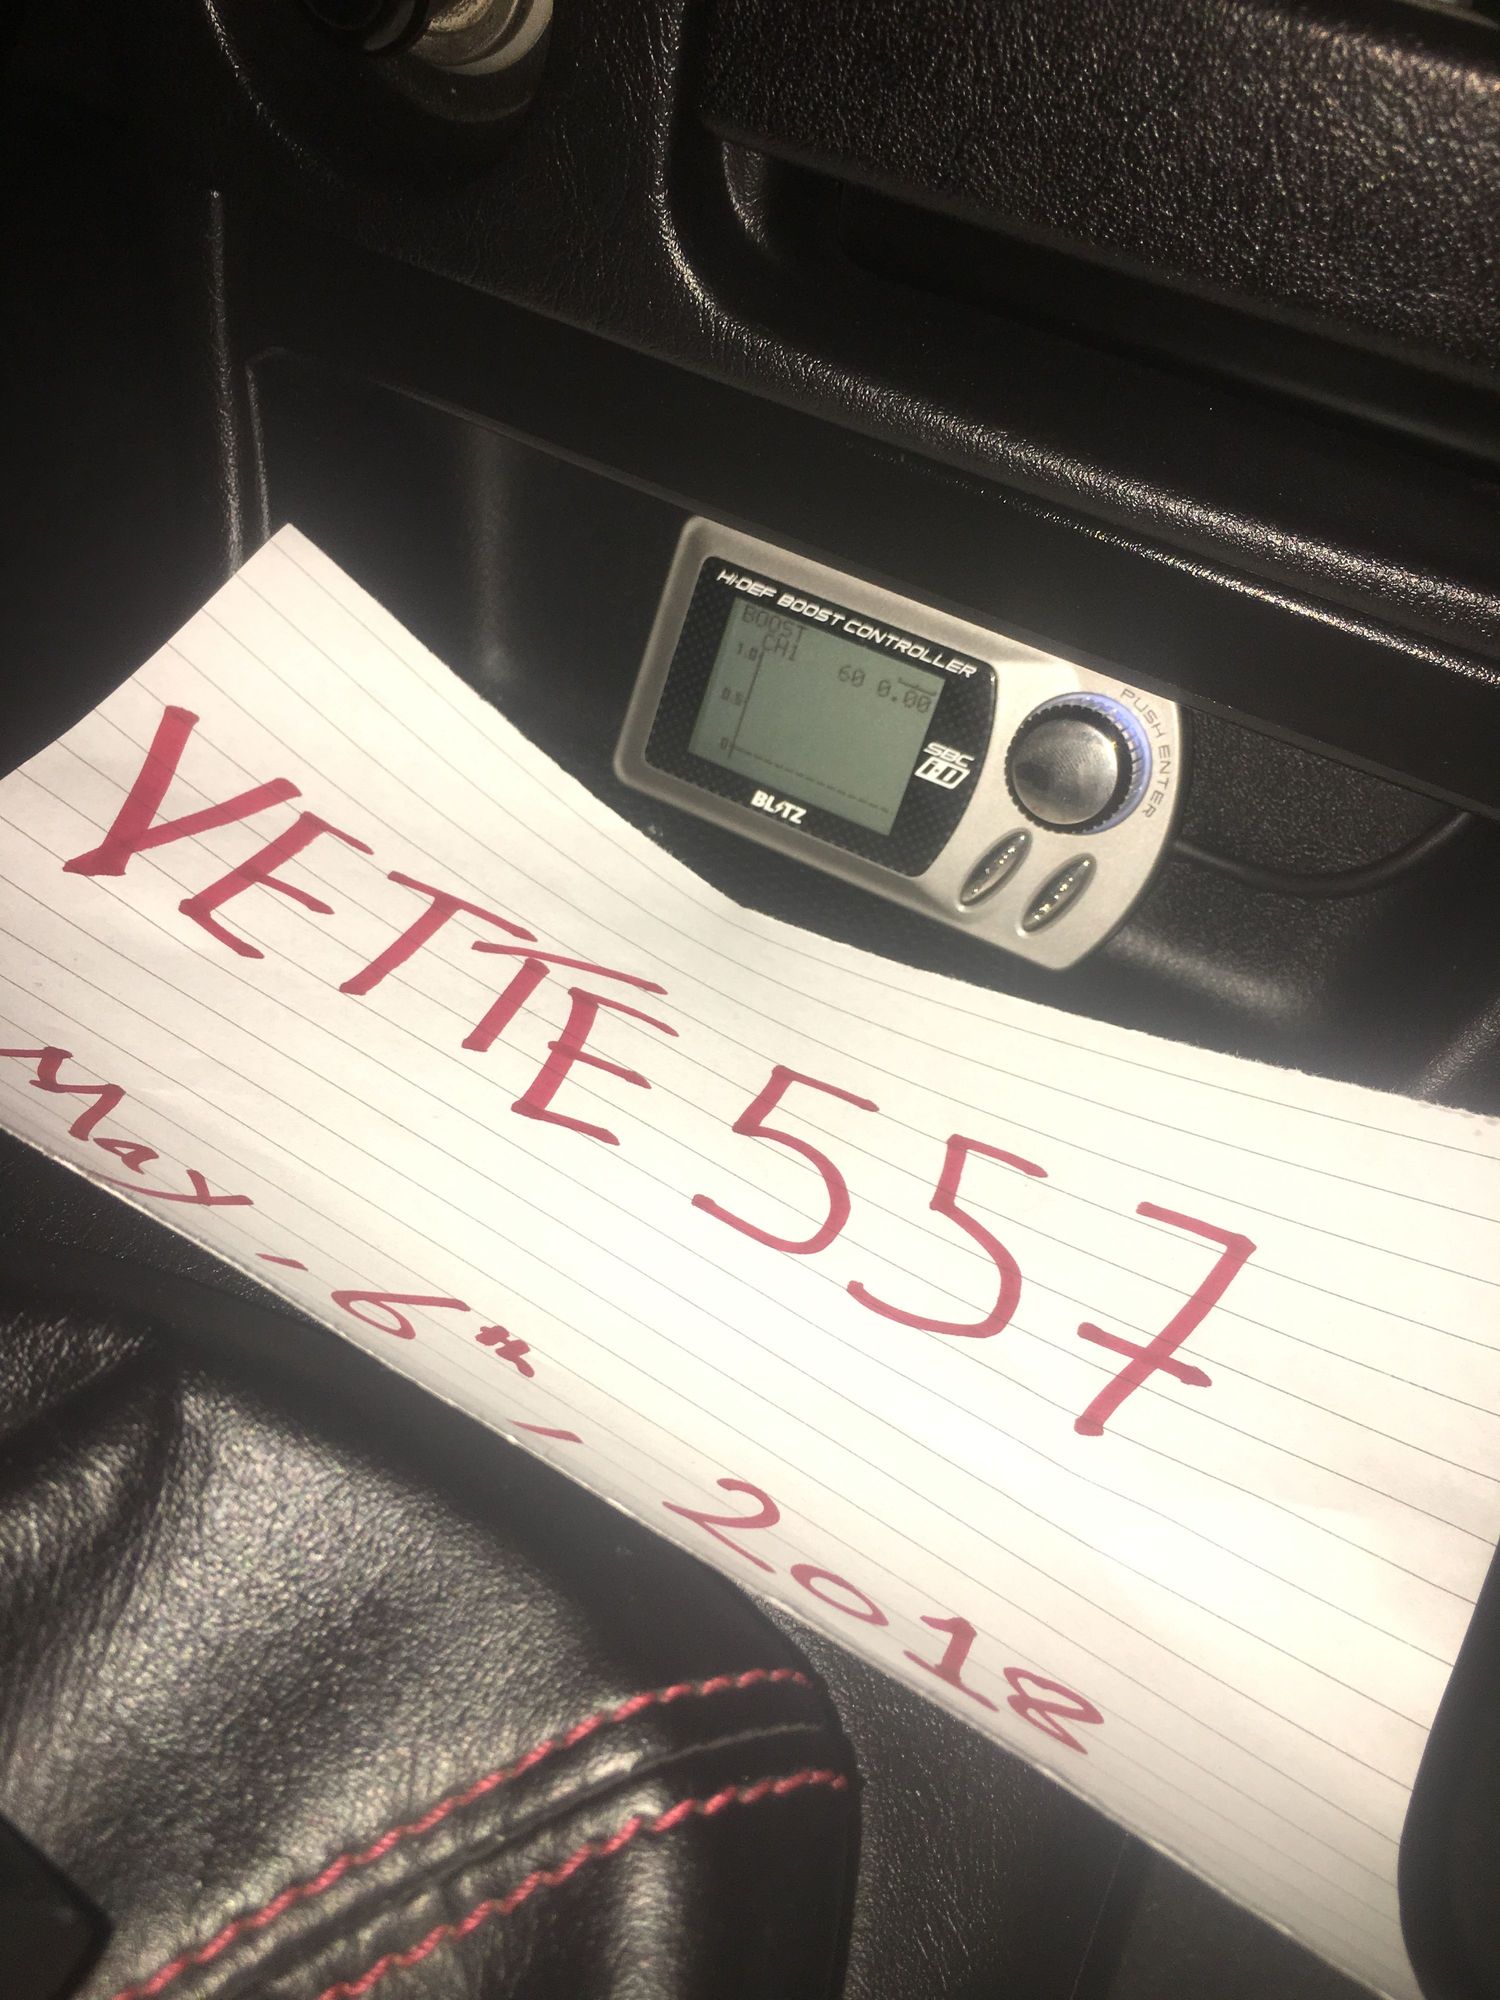 HI-DEF BOOST CONTROLLER
BOOST
CH1
60 0.00
1.0
0.5
0
SBC
BLITZ
PUSH ENTER
VETTE 557
May, 6th, 2018